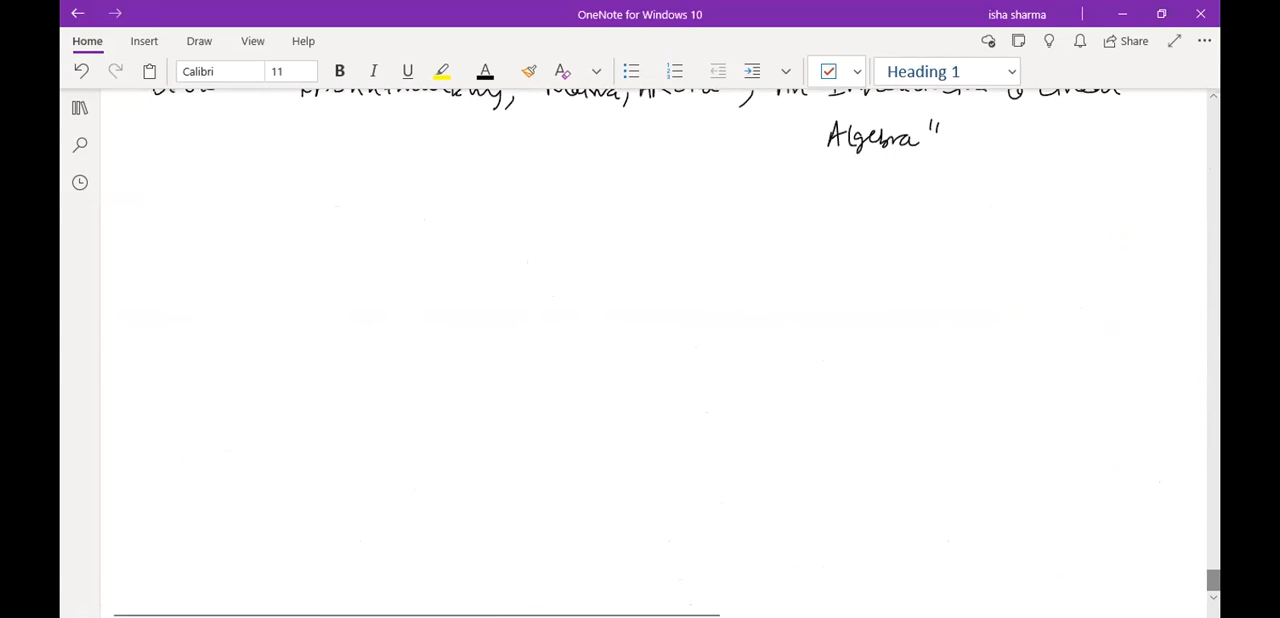 OneNote for Windows 10
isha sharma
Home Insert Draw View Help
Share
Calibri 11 B I U A A Heading 1
Algebra"